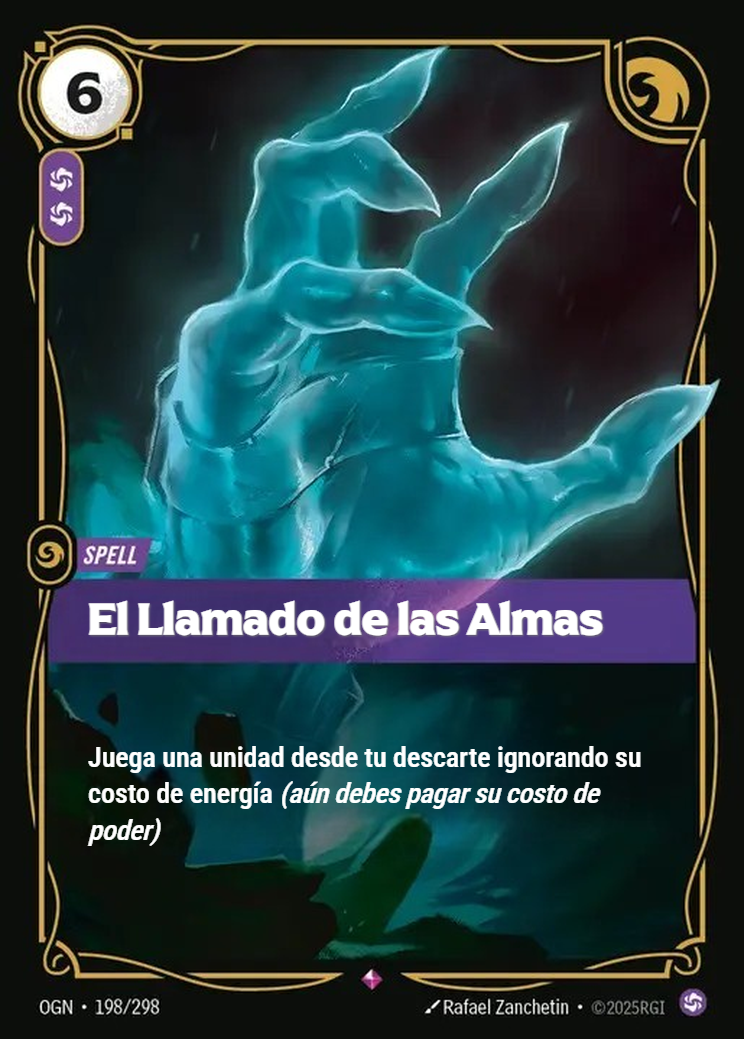 6
SPELL
El Llamado de las Almas
Juega una unidad desde tu descarte ignorando su
costo de energía (aún debes pagar su costo de
poder)
OGN • 198/298
Rafael Zanchetin • ©2025RGI